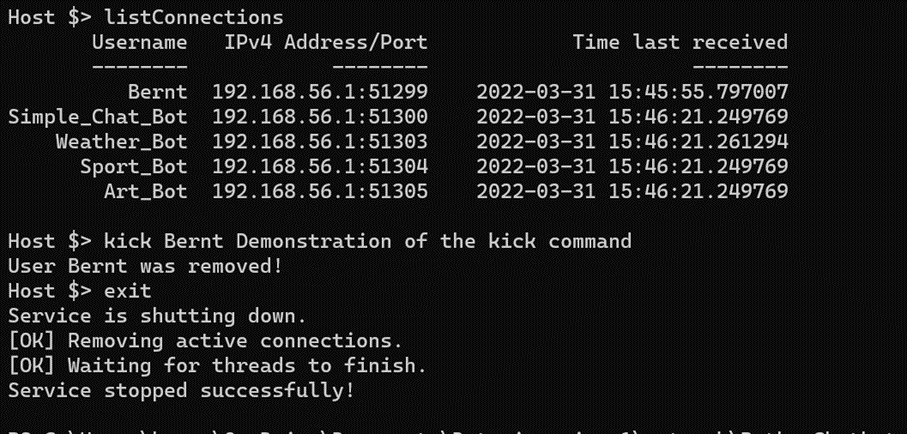 Host $> listConnections
Username IPv4 Address/Port Time last received
-------- -------- --------
Bernt 192.168.56.1:51299 2022-03-31 15:45:55.797007
Simple_Chat_Bot 192.168.56.1:51300 2022-03-31 15:46:21.249769
Weather_Bot 192.168.56.1:51303 2022-03-31 15:46:21.261294
Sport_Bot 192.168.56.1:51304 2022-03-31 15:46:21.249769
Art_Bot 192.168.56.1:51305 2022-03-31 15:46:21.249769
Host $> kick Bernt Demonstration of the kick command
User Bernt was removed!
Host $> exit
Service is shutting down.
[OK] Removing active connections.
[OK] Waiting for threads to finish.
Service stopped successfully!